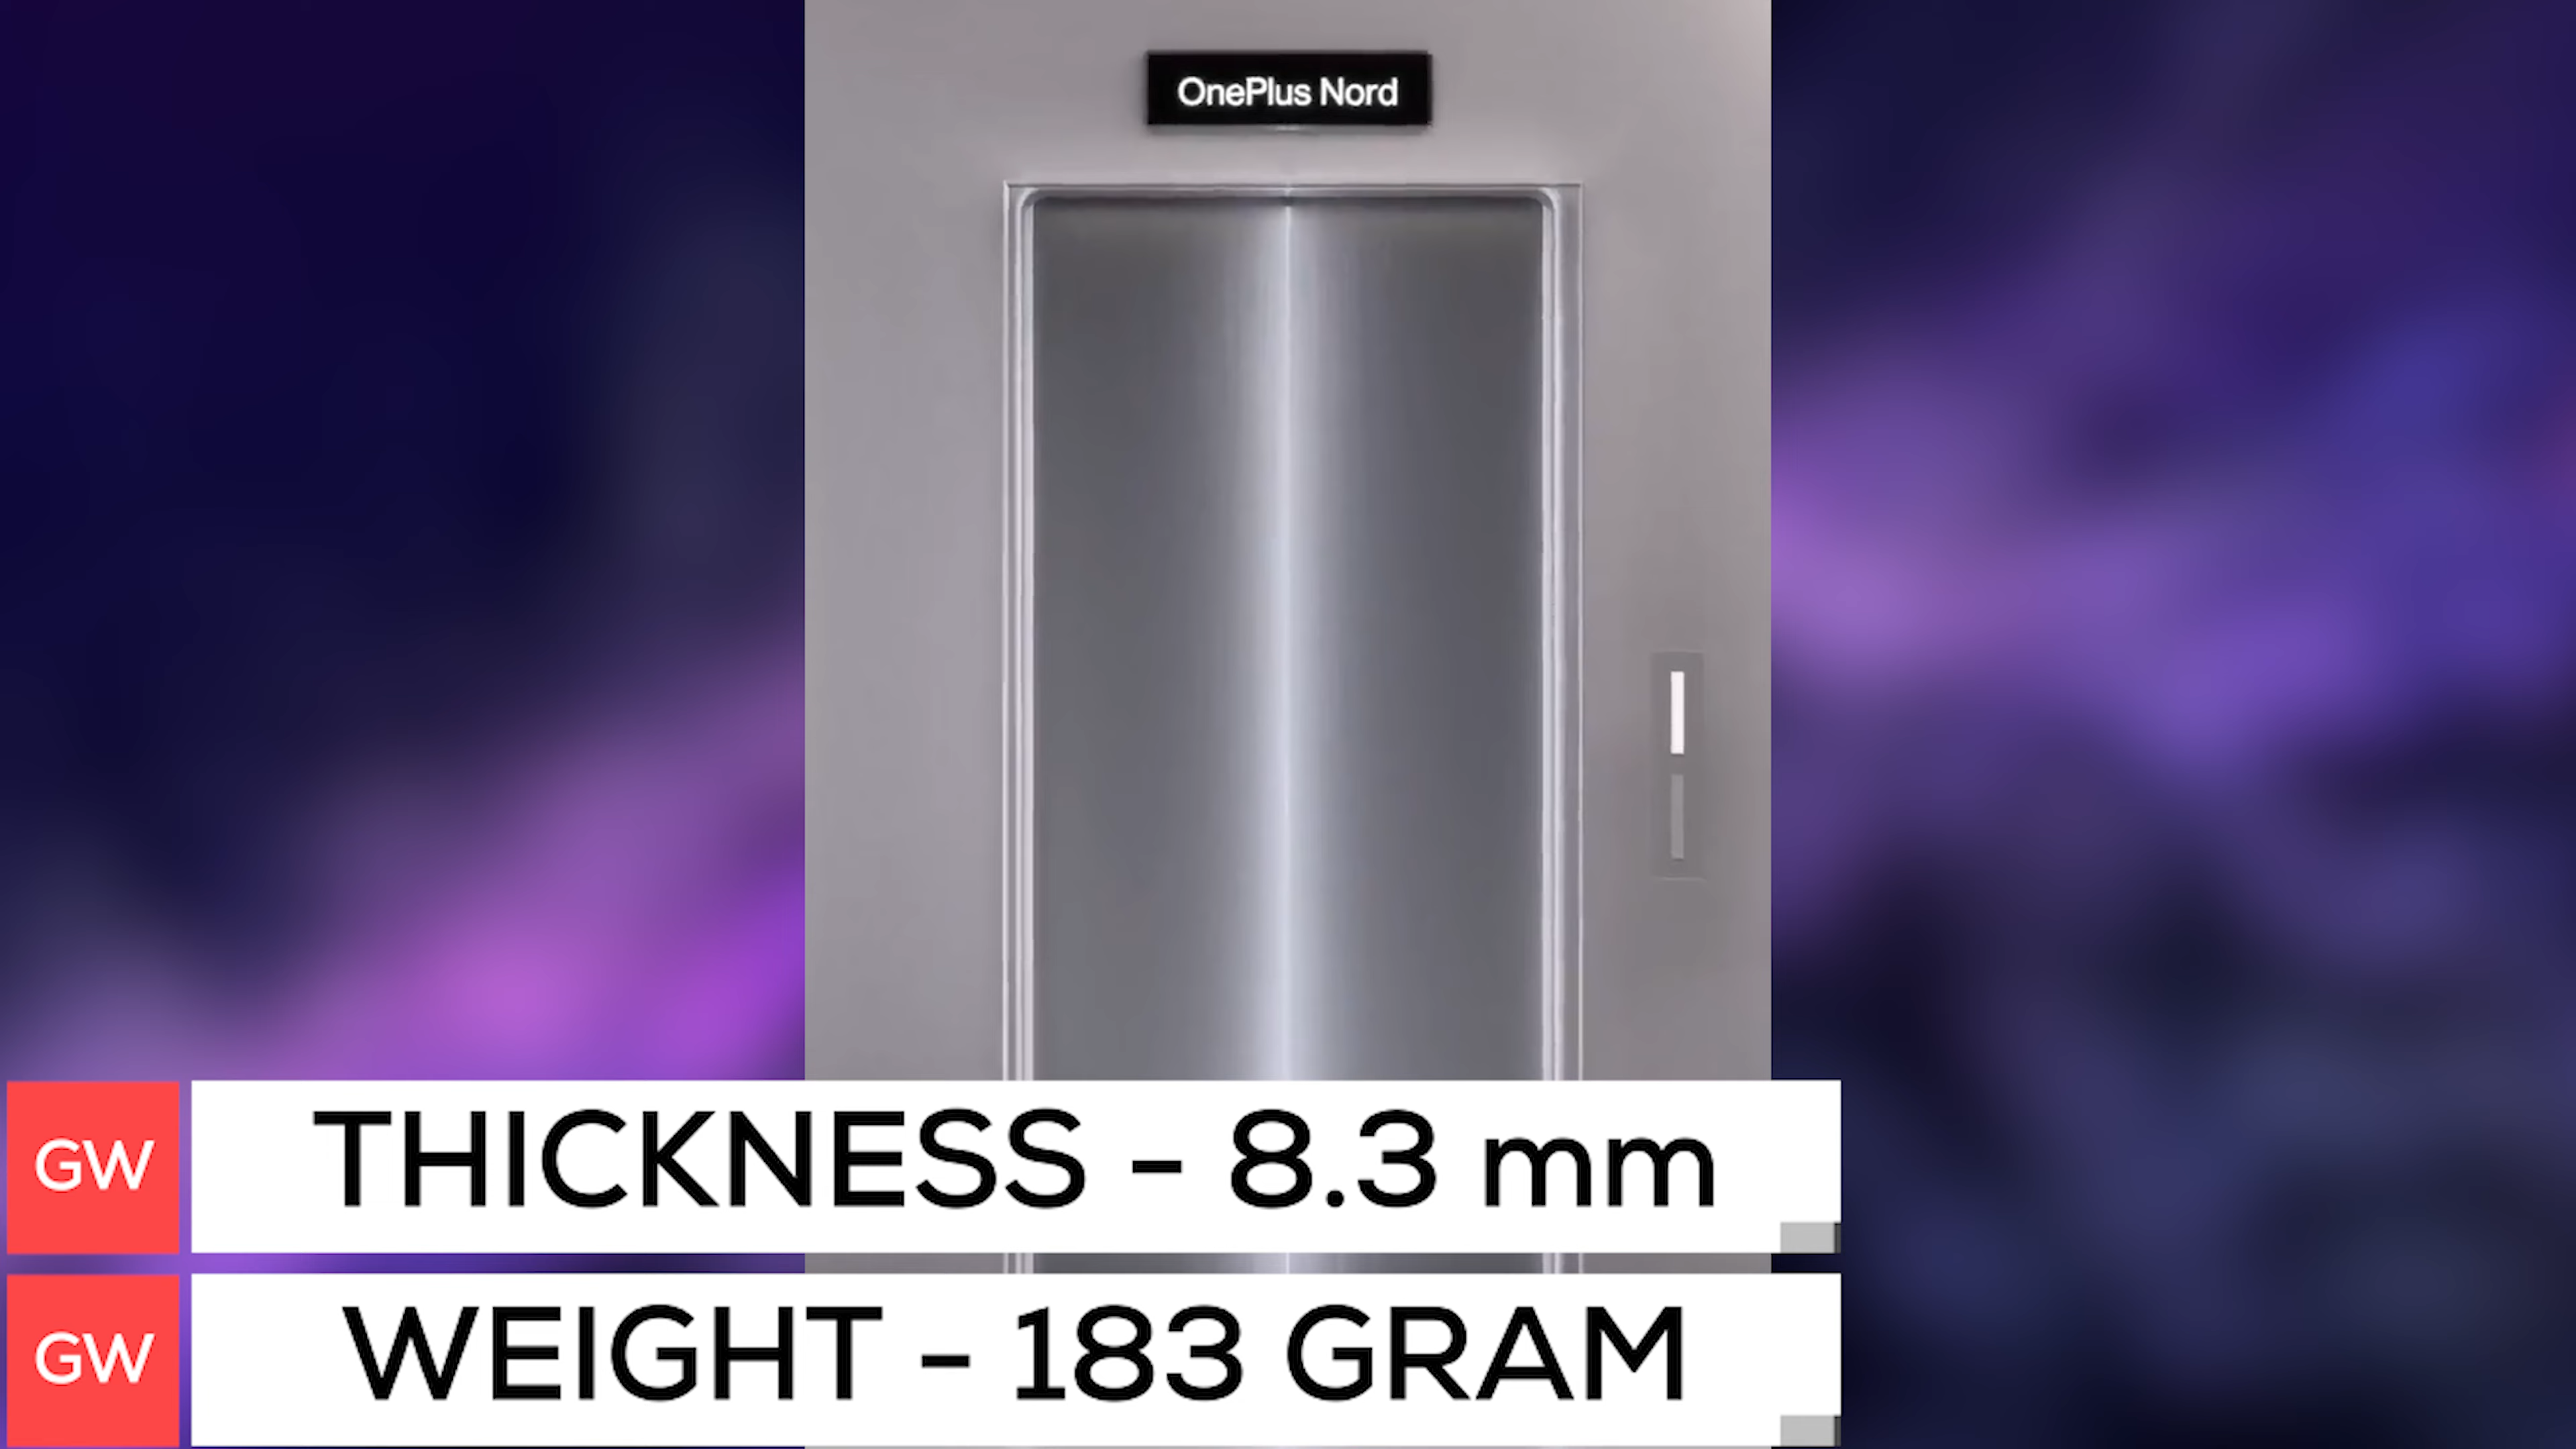 OnePlus Nord
GW
THICKNESS - 8.3 mm
GW
WEIGHT - 183 GRAM